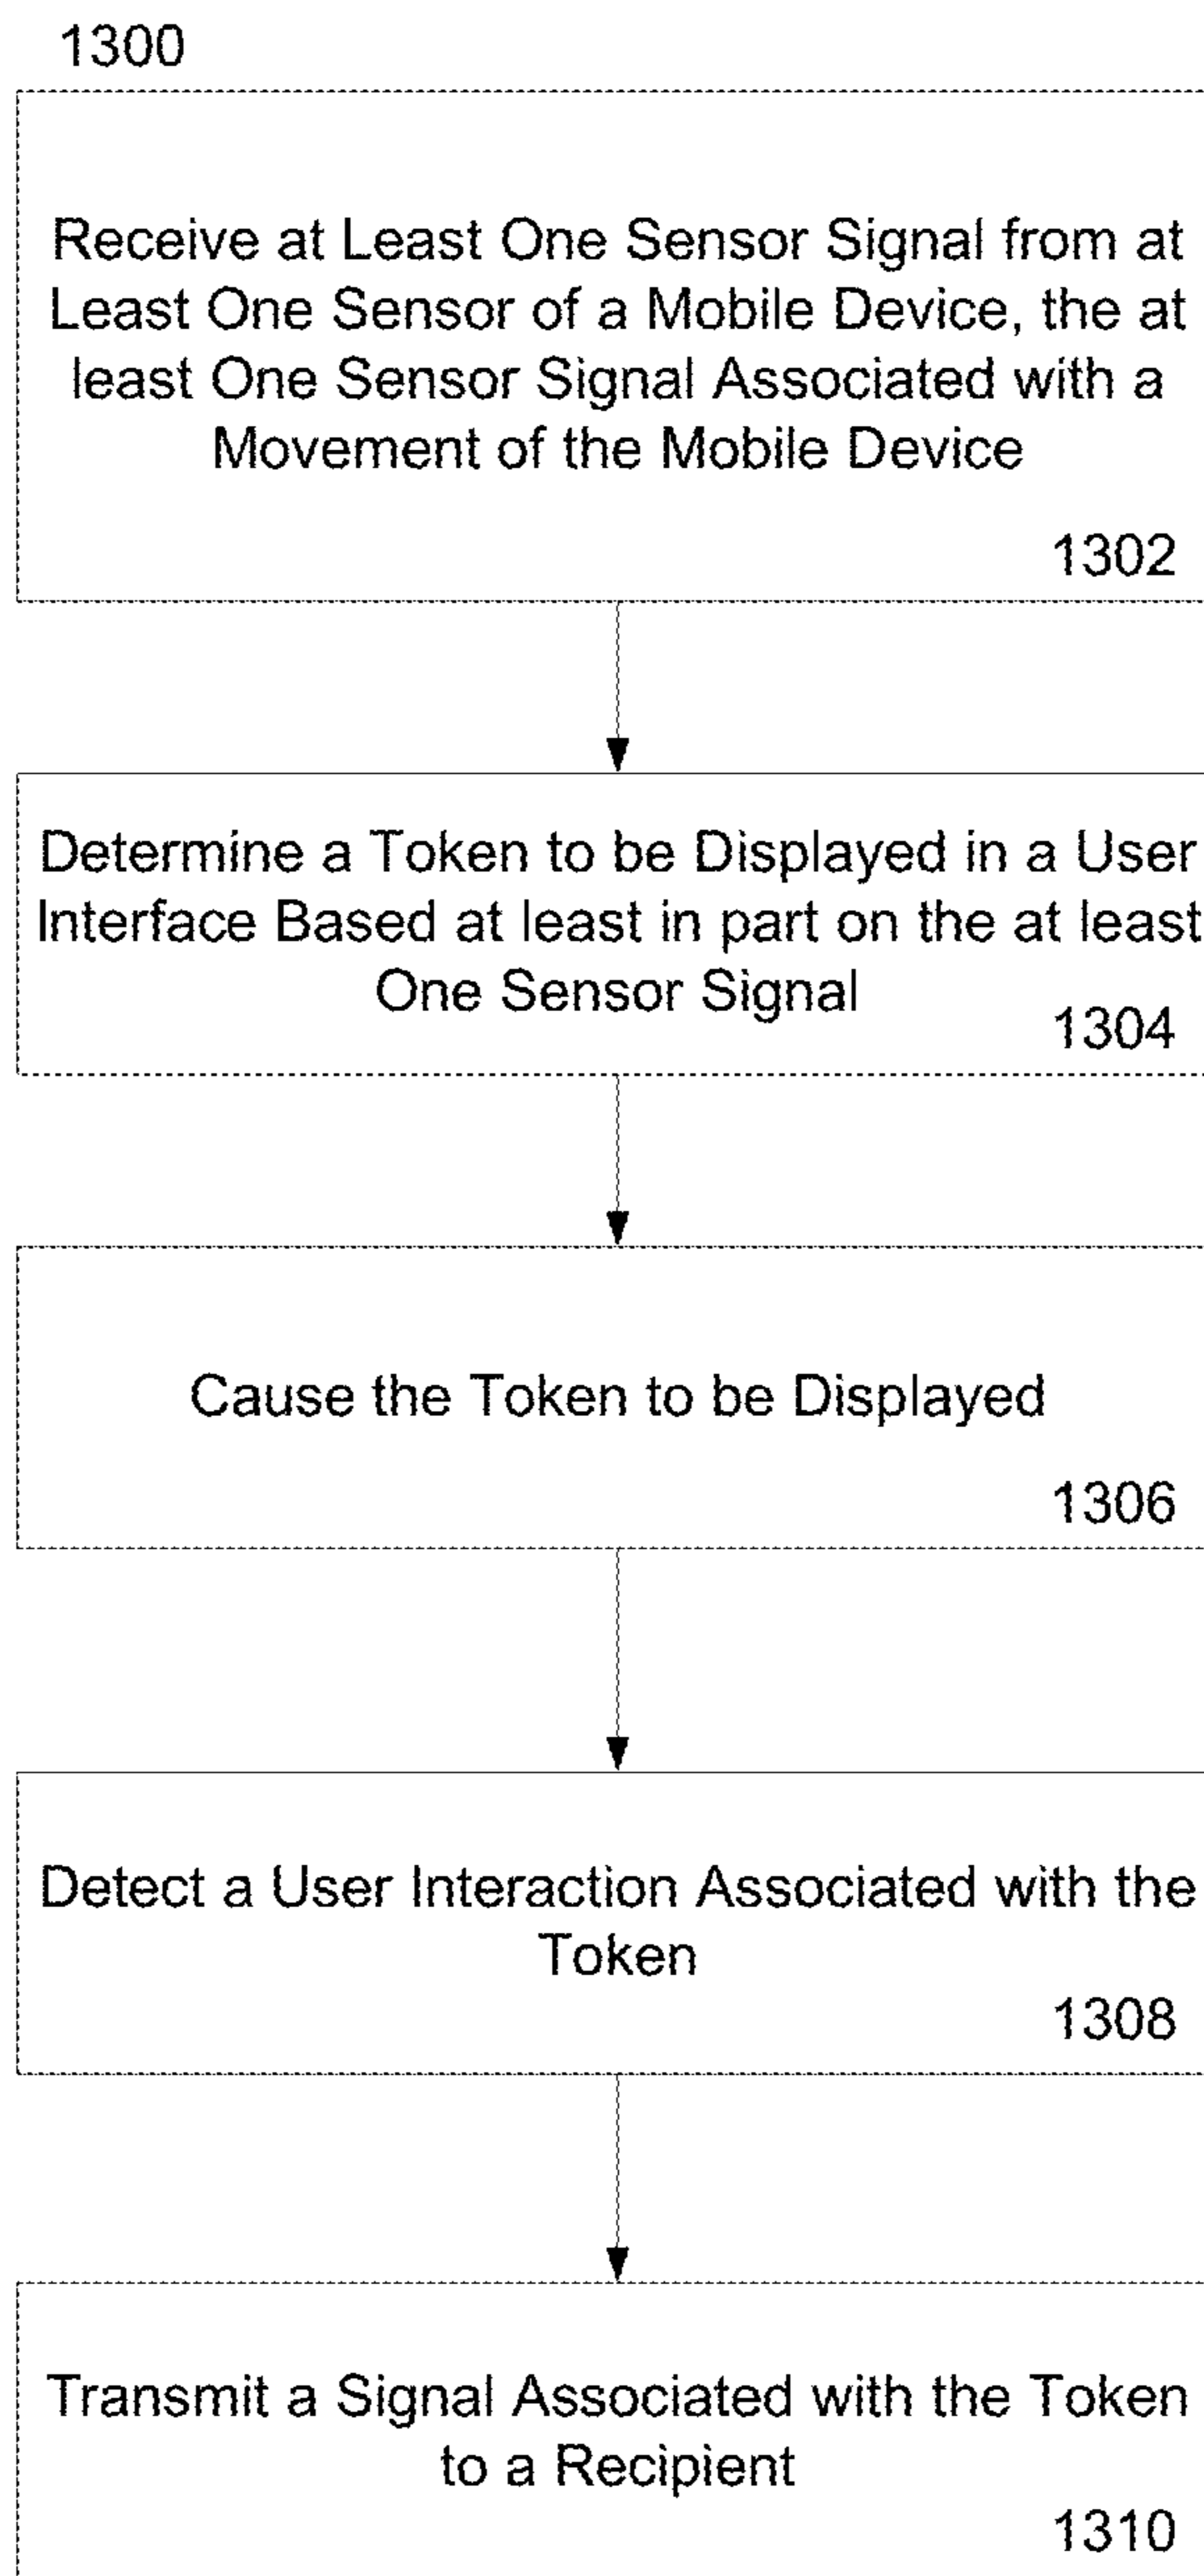 1300
Receive at Least One Sensor Signal from at
Least One Sensor of a Mobile Device, the at
least One Sensor Signal Associated with a
Movement of the Mobile Device
1302
Determine a Token to be Displayed in a User
Interface Based at least in part on the at least
One Sensor Signal
1304
Cause the Token to be Displayed
1306
Detect a User Interaction Associated with the
Token
1308
Transmit a Signal Associated with the Token
to a Recipient
1310